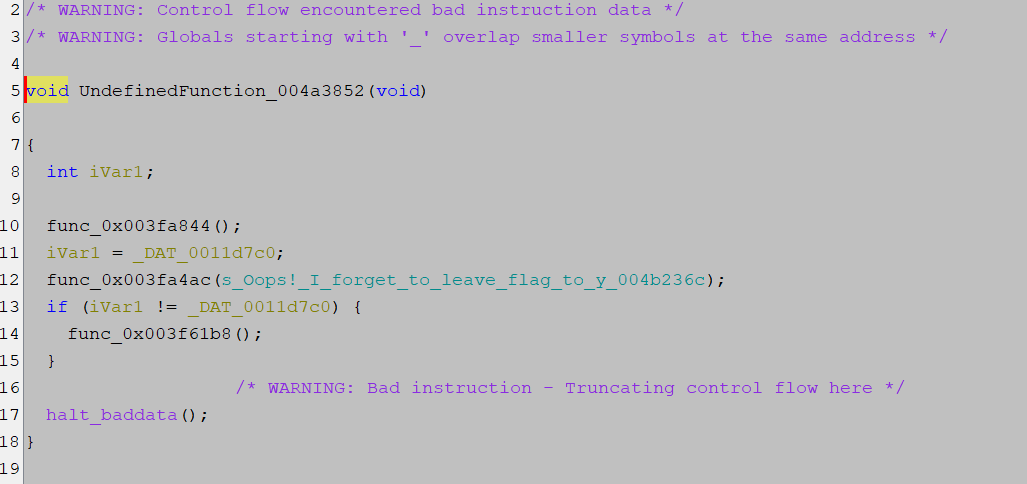 2 /* WARNING: Control flow encountered bad instruction data */
3 /* WARNING: Globals starting with '_' overlap smaller symbols at the same address */
4
5 void UndefinedFunction_004a3852(void)
6
7 {
8 int iVar1;
9
10 func_0x003fa844();
11 iVar1 = _DAT_0011d7c0;
12 func_0x003fa4ac(s_Oops!_I_forget_to_leave_flag_to_y_004b236c);
13 if (iVar1 != _DAT_0011d7c0) {
14 func_0x003f61b8();
15 }
16 /* WARNING: Bad instruction - Truncating control flow here */
17 halt_baddata();
18 }
19